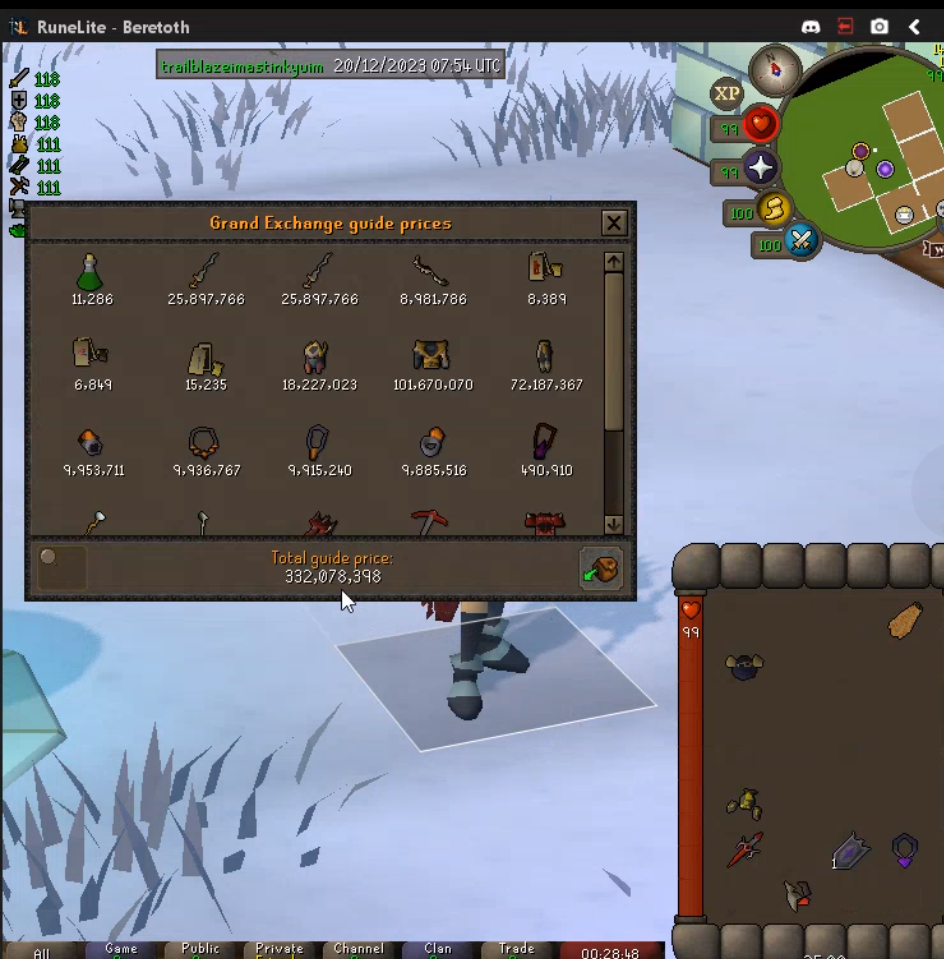 RuneLite - Beretoth
trailblazeimastinkyuim 20/12/2023 07:54 UTC
118
118
118
111
111
111
XP
99
99
100
100
99
Grand Exchange guide prices
11,286 25,897,766 25,897,766 8,981,786 8,389
6,849 15,235 18,227,023 101,670,070 72,187,367
9,953,711 9,936,767 9,915,240 9,885,516 490,910
Total guide price:
332,078,398
99
1
All Game Public Private Channel Clan Trade 00:28:48